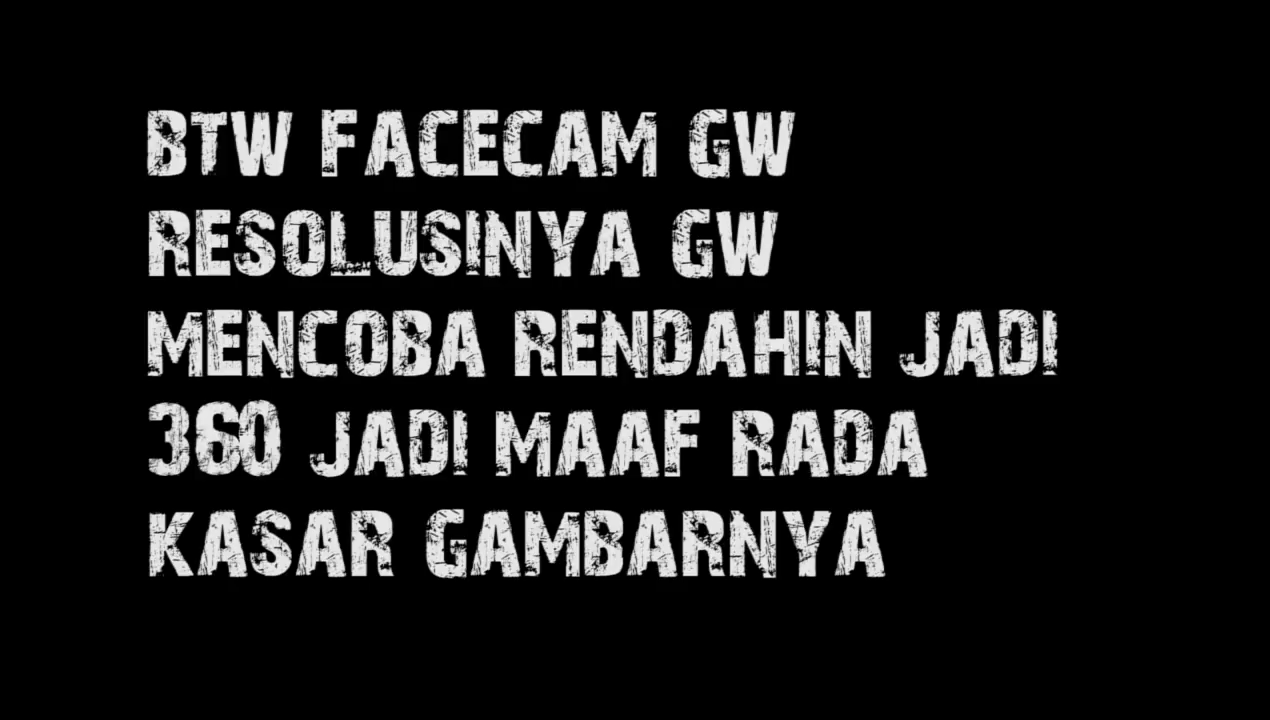 BTW FACECAM GW
RESOLUSINYA GW
MENCOBA RENDAHIN JADI
360 JADI MAAF RADA
KASAR GAMBARNYA